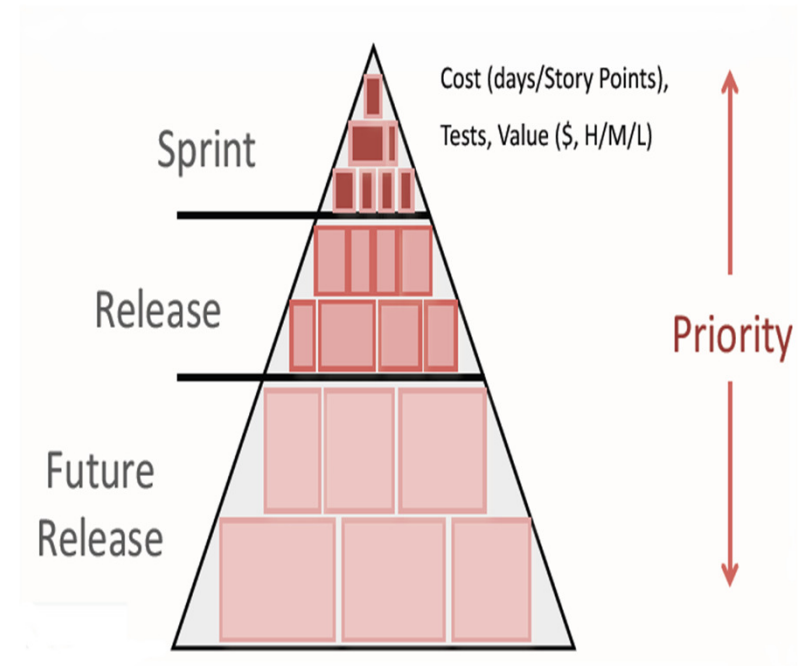 Cost (days/Story Points),
Tests, Value ($, H/M/L)
Sprint
Release
Priority
Future
Release